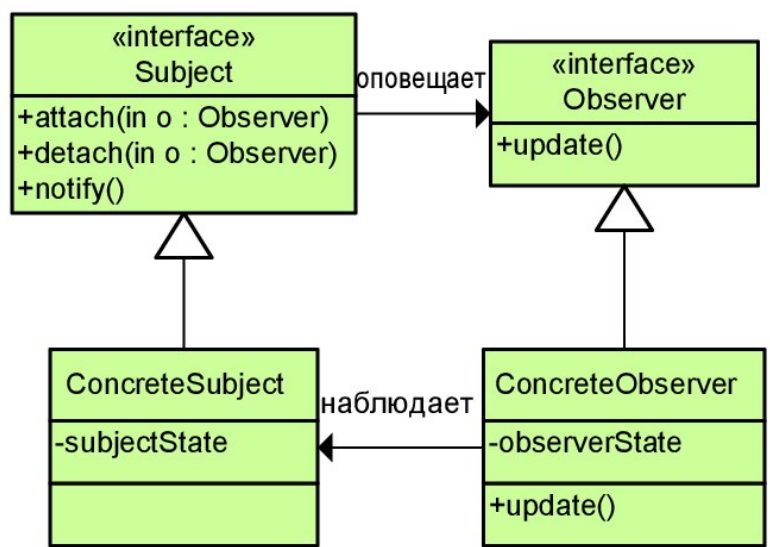 «interface»
Subject
+attach(in o : Observer)
+detach(in o : Observer)
+notify()
оповещает
«interface»
Observer
+update()
ConcreteSubject
-subjectState
наблюдает
ConcreteObserver
-observerState
+update()